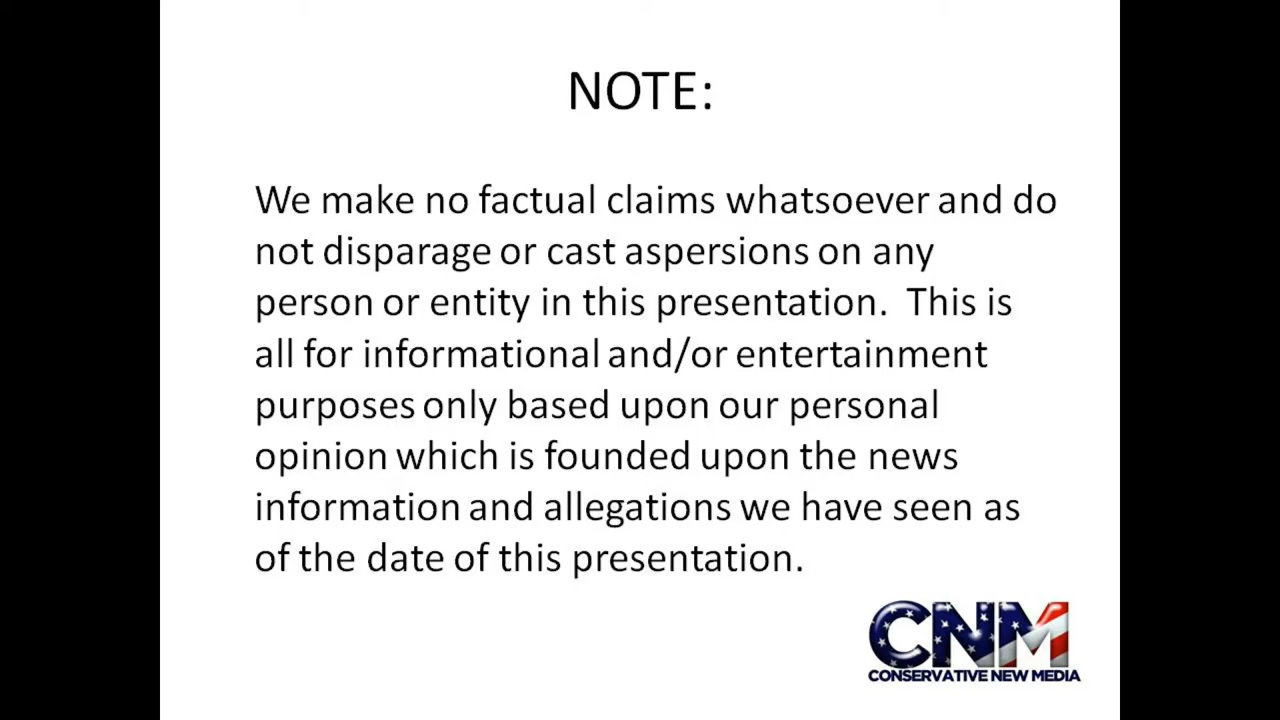 NOTE:
We make no factual claims whatsoever and do
not disparage or cast aspersions on any
person or entity in this presentation.  This is
all for informational and/or entertainment
purposes only based upon our personal
opinion which is founded upon the news
information and allegations we have seen as
of the date of this presentation.
CNM
CONSERVATIVE NEW MEDIA